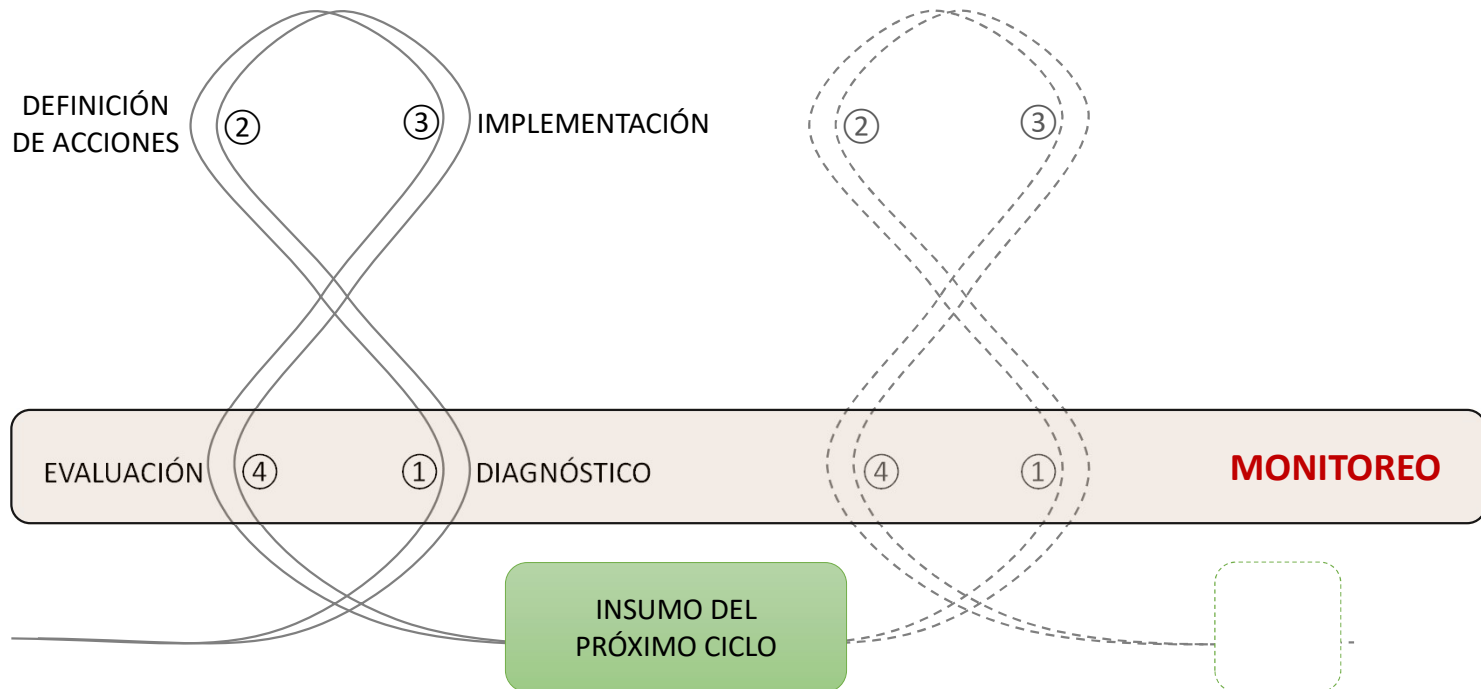 DEFINICIÓN
DE ACCIONES
2
3
IMPLEMENTACIÓN
2
3
EVALUACIÓN
4
1
DIAGNÓSTICO
4
1
MONITOREO
INSUMO DEL
PRÓXIMO CICLO